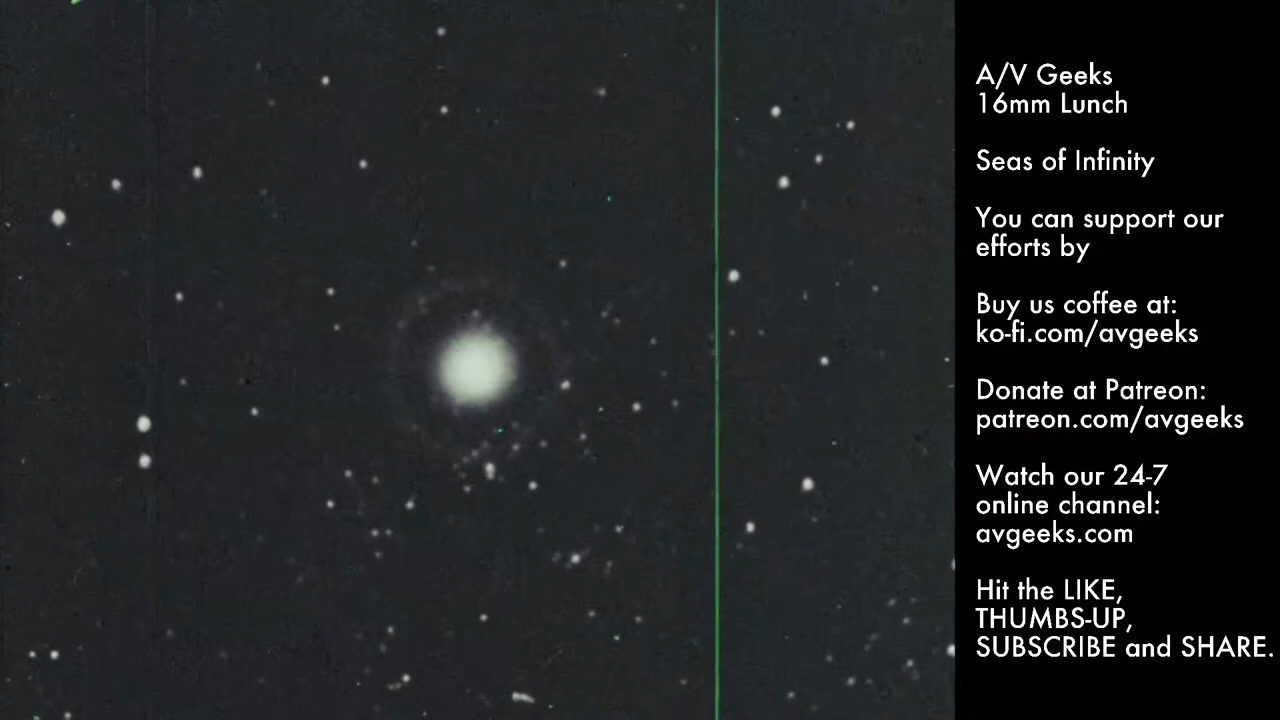 A/V Geeks
16mm Lunch
Seas of Infinity
You can support our
efforts by
Buy us coffee at:
ko-fi.com/avgeeks
Donate at Patreon:
patreon.com/avgeeks
Watch our 24-7
online channel:
avgeeks.com
Hit the LIKE,
THUMBS-UP,
SUBSCRIBE and SHARE.